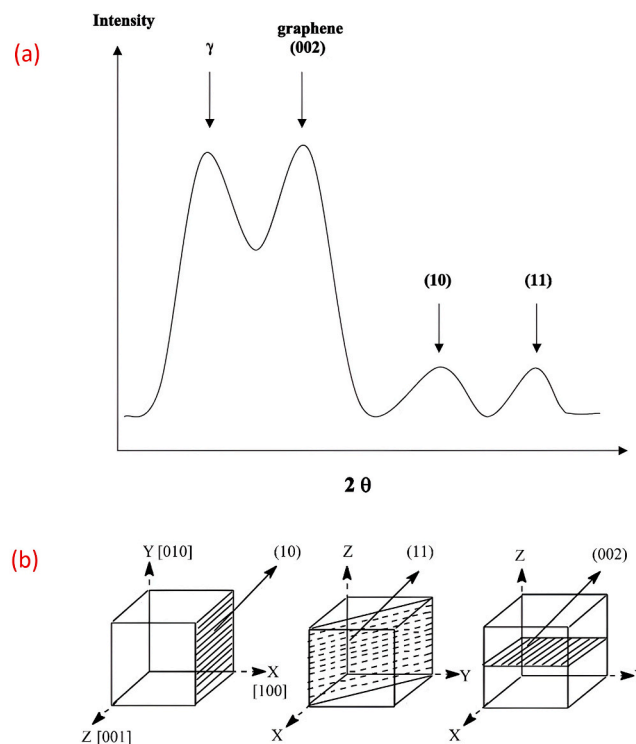 (a)
Intensity
γ
graphene
(002)
(10)
(11)
2 θ
(b)
Y [010]
(10)
X
[100]
Z [001]
Z
(11)
Y
X
Z
(002)
X